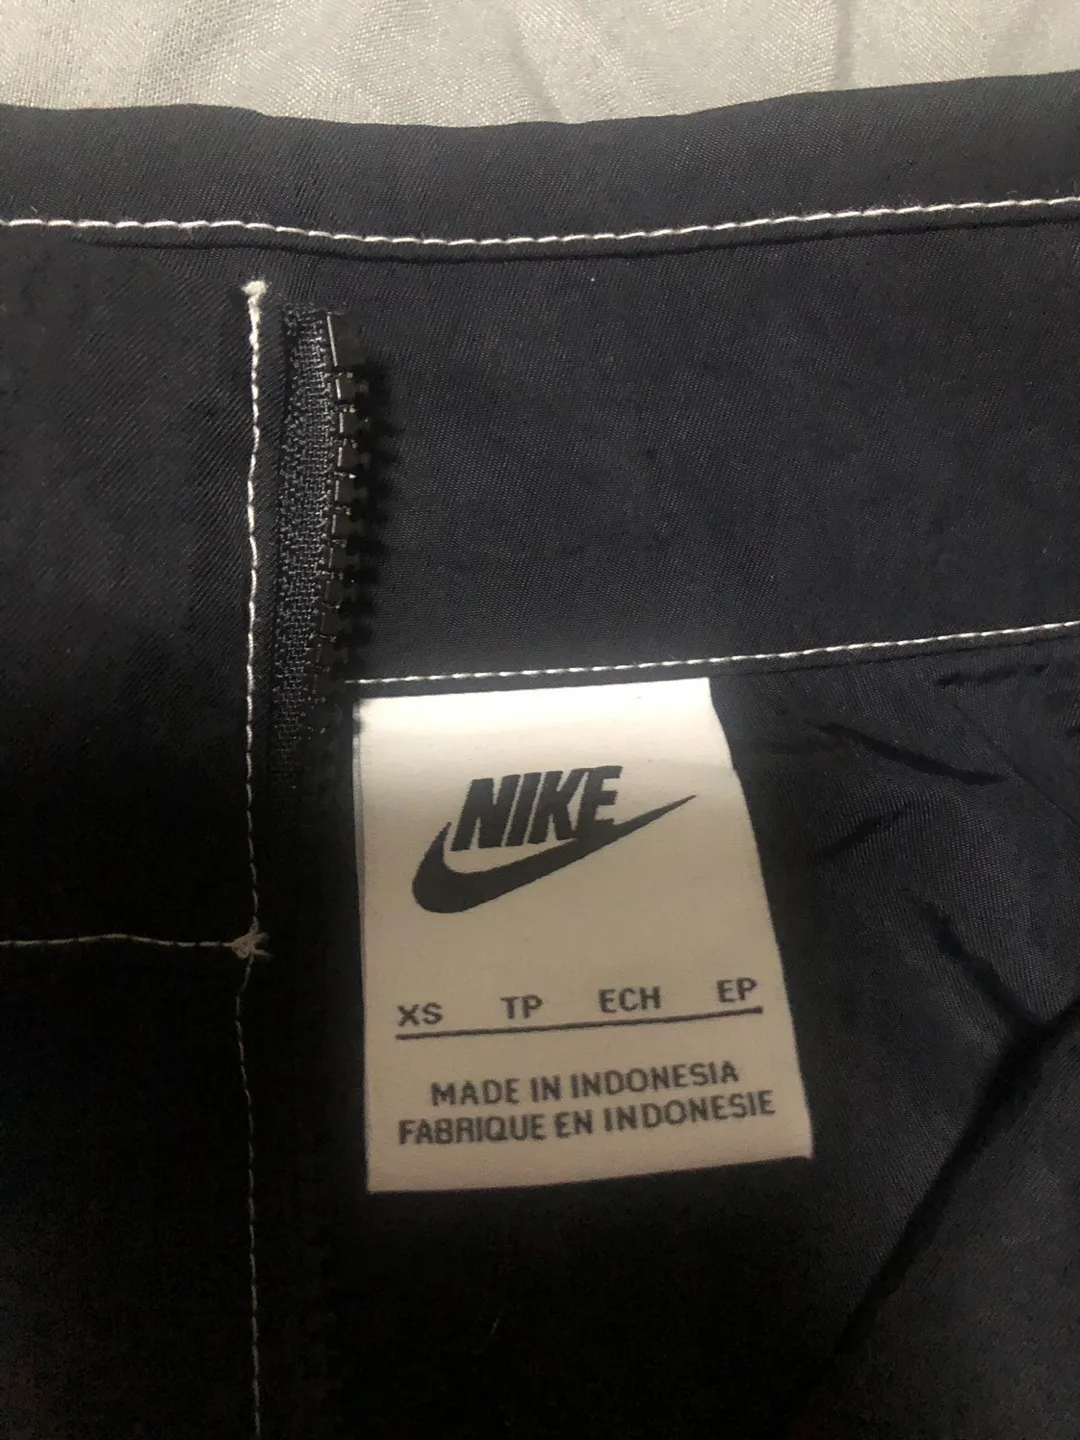 NIKE
XS TP ECH EP
MADE IN INDONESIA
FABRIQUE EN INDONESIE